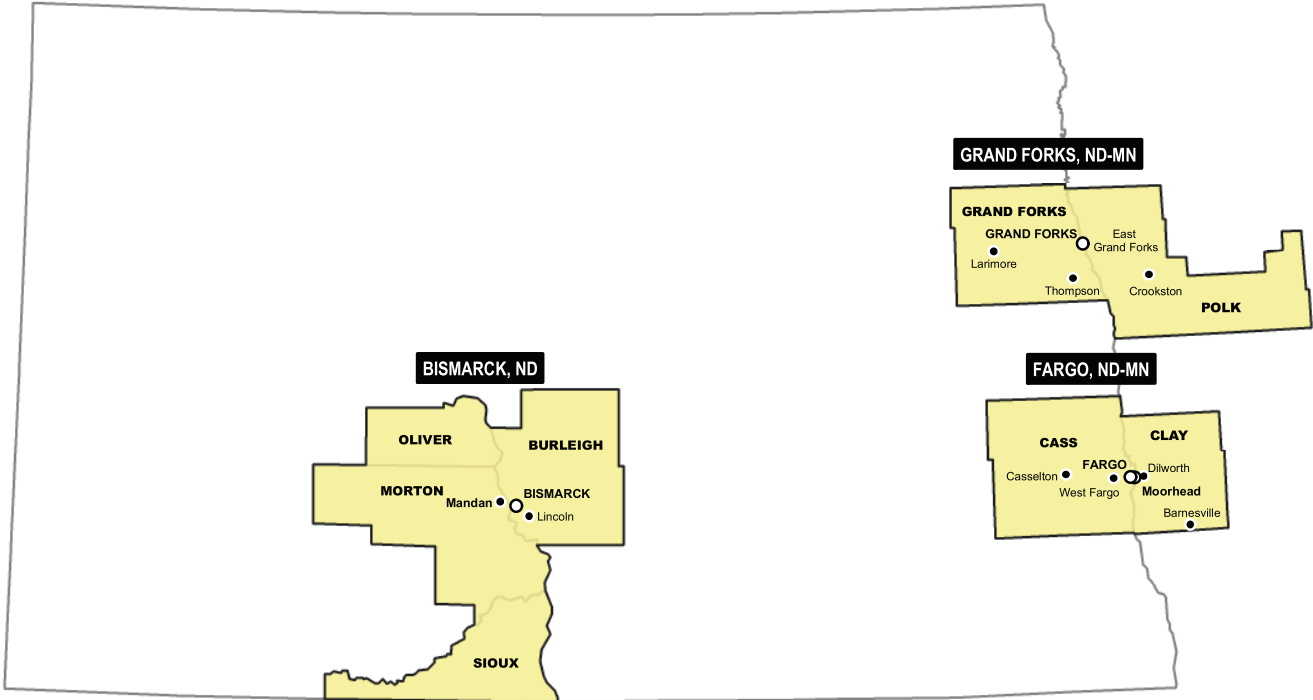 GRAND FORKS, ND-MN
GRAND FORKS
GRAND FORKS
East
Grand Forks
Larimore
Thompson
Crookston
POLK
BISMARCK, ND
OLIVER
BURLEIGH
MORTON
Mandan
BISMARCK
Lincoln
SIOUX
FARGO, ND-MN
CASS
CLAY
FARGO
Dilworth
Casselton
West Fargo
Moorhead
Barnesville